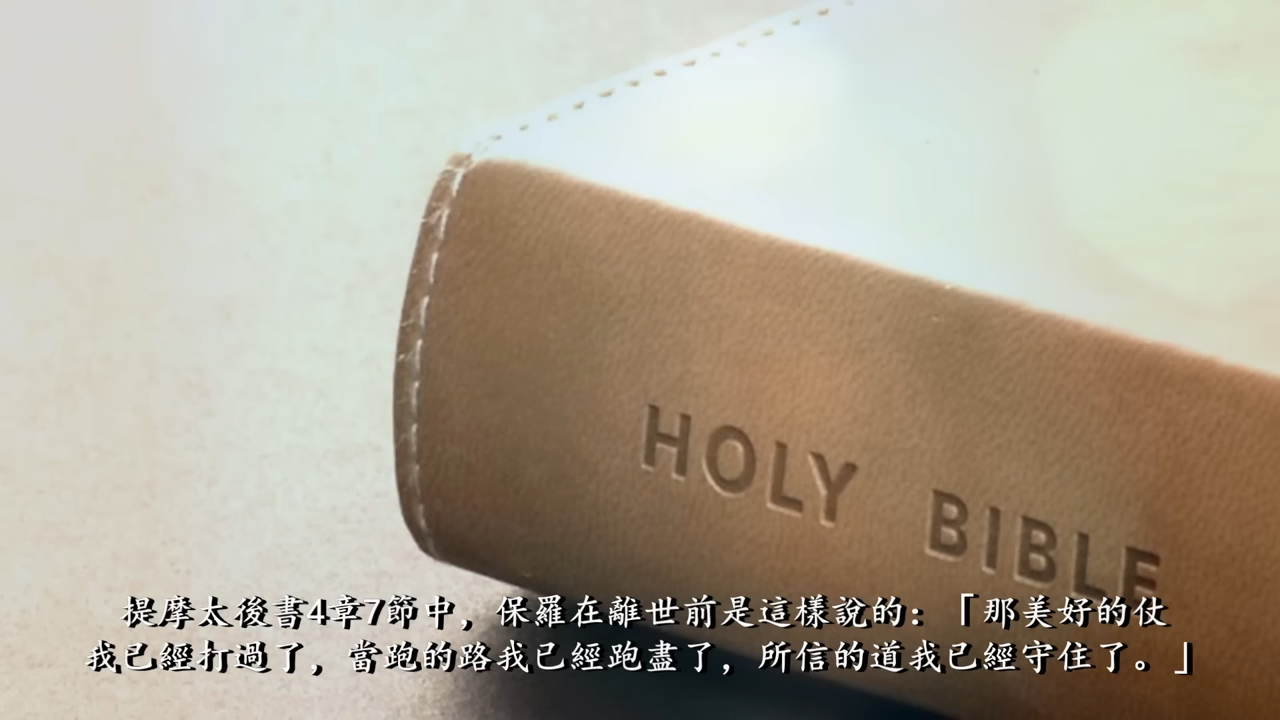 HOLY BIBLE
提摩太後書4章7節中，保羅在離世前是這樣說的：「那美好的仗
我已經打過了，當跑的路我已經跑盡了，所信的道我已經守住了。」